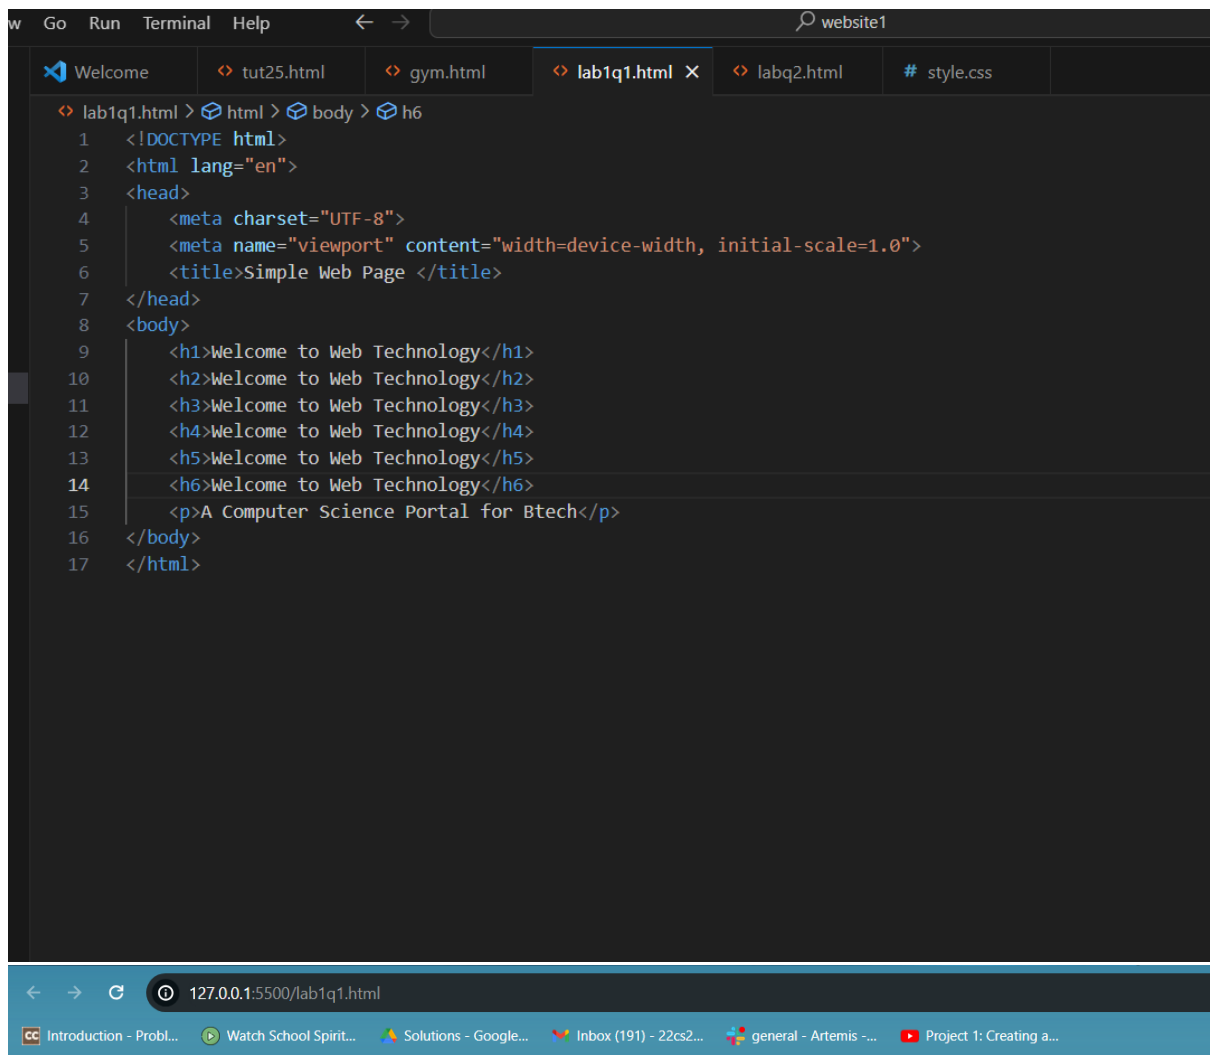 w Go Run Terminal Help website1
Welcome tut25.html gym.html lab1q1.html labq2.html # style.css
lab1q1.html > html > body > h6
1 <!DOCTYPE html>
2 <html lang="en">
3 <head>
4 <meta charset="UTF-8">
5 <meta name="viewport" content="width=device-width, initial-scale=1.0">
6 <title>Simple Web Page </title>
7 </head>
8 <body>
9 <h1>Welcome to Web Technology</h1>
10 <h2>Welcome to Web Technology</h2>
11 <h3>Welcome to Web Technology</h3>
12 <h4>Welcome to Web Technology</h4>
13 <h5>Welcome to Web Technology</h5>
14 <h6>Welcome to Web Technology</h6>
15 <p>A Computer Science Portal for Btech</p>
16 </body>
17 </html>
127.0.0.1:5500/lab1q1.html
CC Introduction - Probl... Watch School Spirit... Solutions - Google... Inbox (191) - 22cs2... general - Artemis -... Project 1: Creating a...